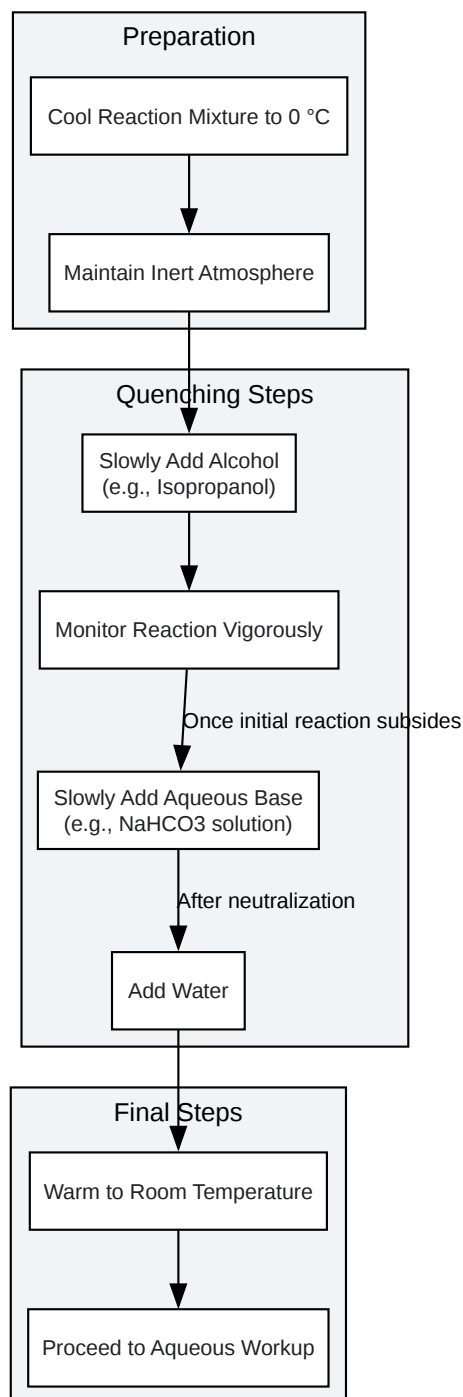 Preparation
Cool Reaction Mixture to 0 °C
Maintain Inert Atmosphere
Quenching Steps
Slowly Add Alcohol
(e.g., Isopropanol)
Monitor Reaction Vigorously
Once initial reaction subsides
Slowly Add Aqueous Base
(e.g., NaHCO3 solution)
After neutralization
Add Water
Final Steps
Warm to Room Temperature
Proceed to Aqueous Workup